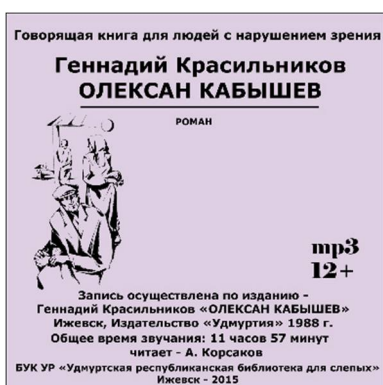 Говорящая книга для людей с нарушением зрения
Геннадий Красильников
ОЛЕКСАН КАБЫШЕВ
РОМАН
mp3
12+
Запись осуществлена по изданию -
Геннадий Красильников «ОЛЕКСАН КАБЫШЕВ»
Ижевск, Издательство «Удмуртия» 1988 г.
Общее время звучания: 11 часов 57 минут
читает - А. Корсаков
БУК УР «Удмуртская республиканская библиотека для слепых»
Ижевск - 2015